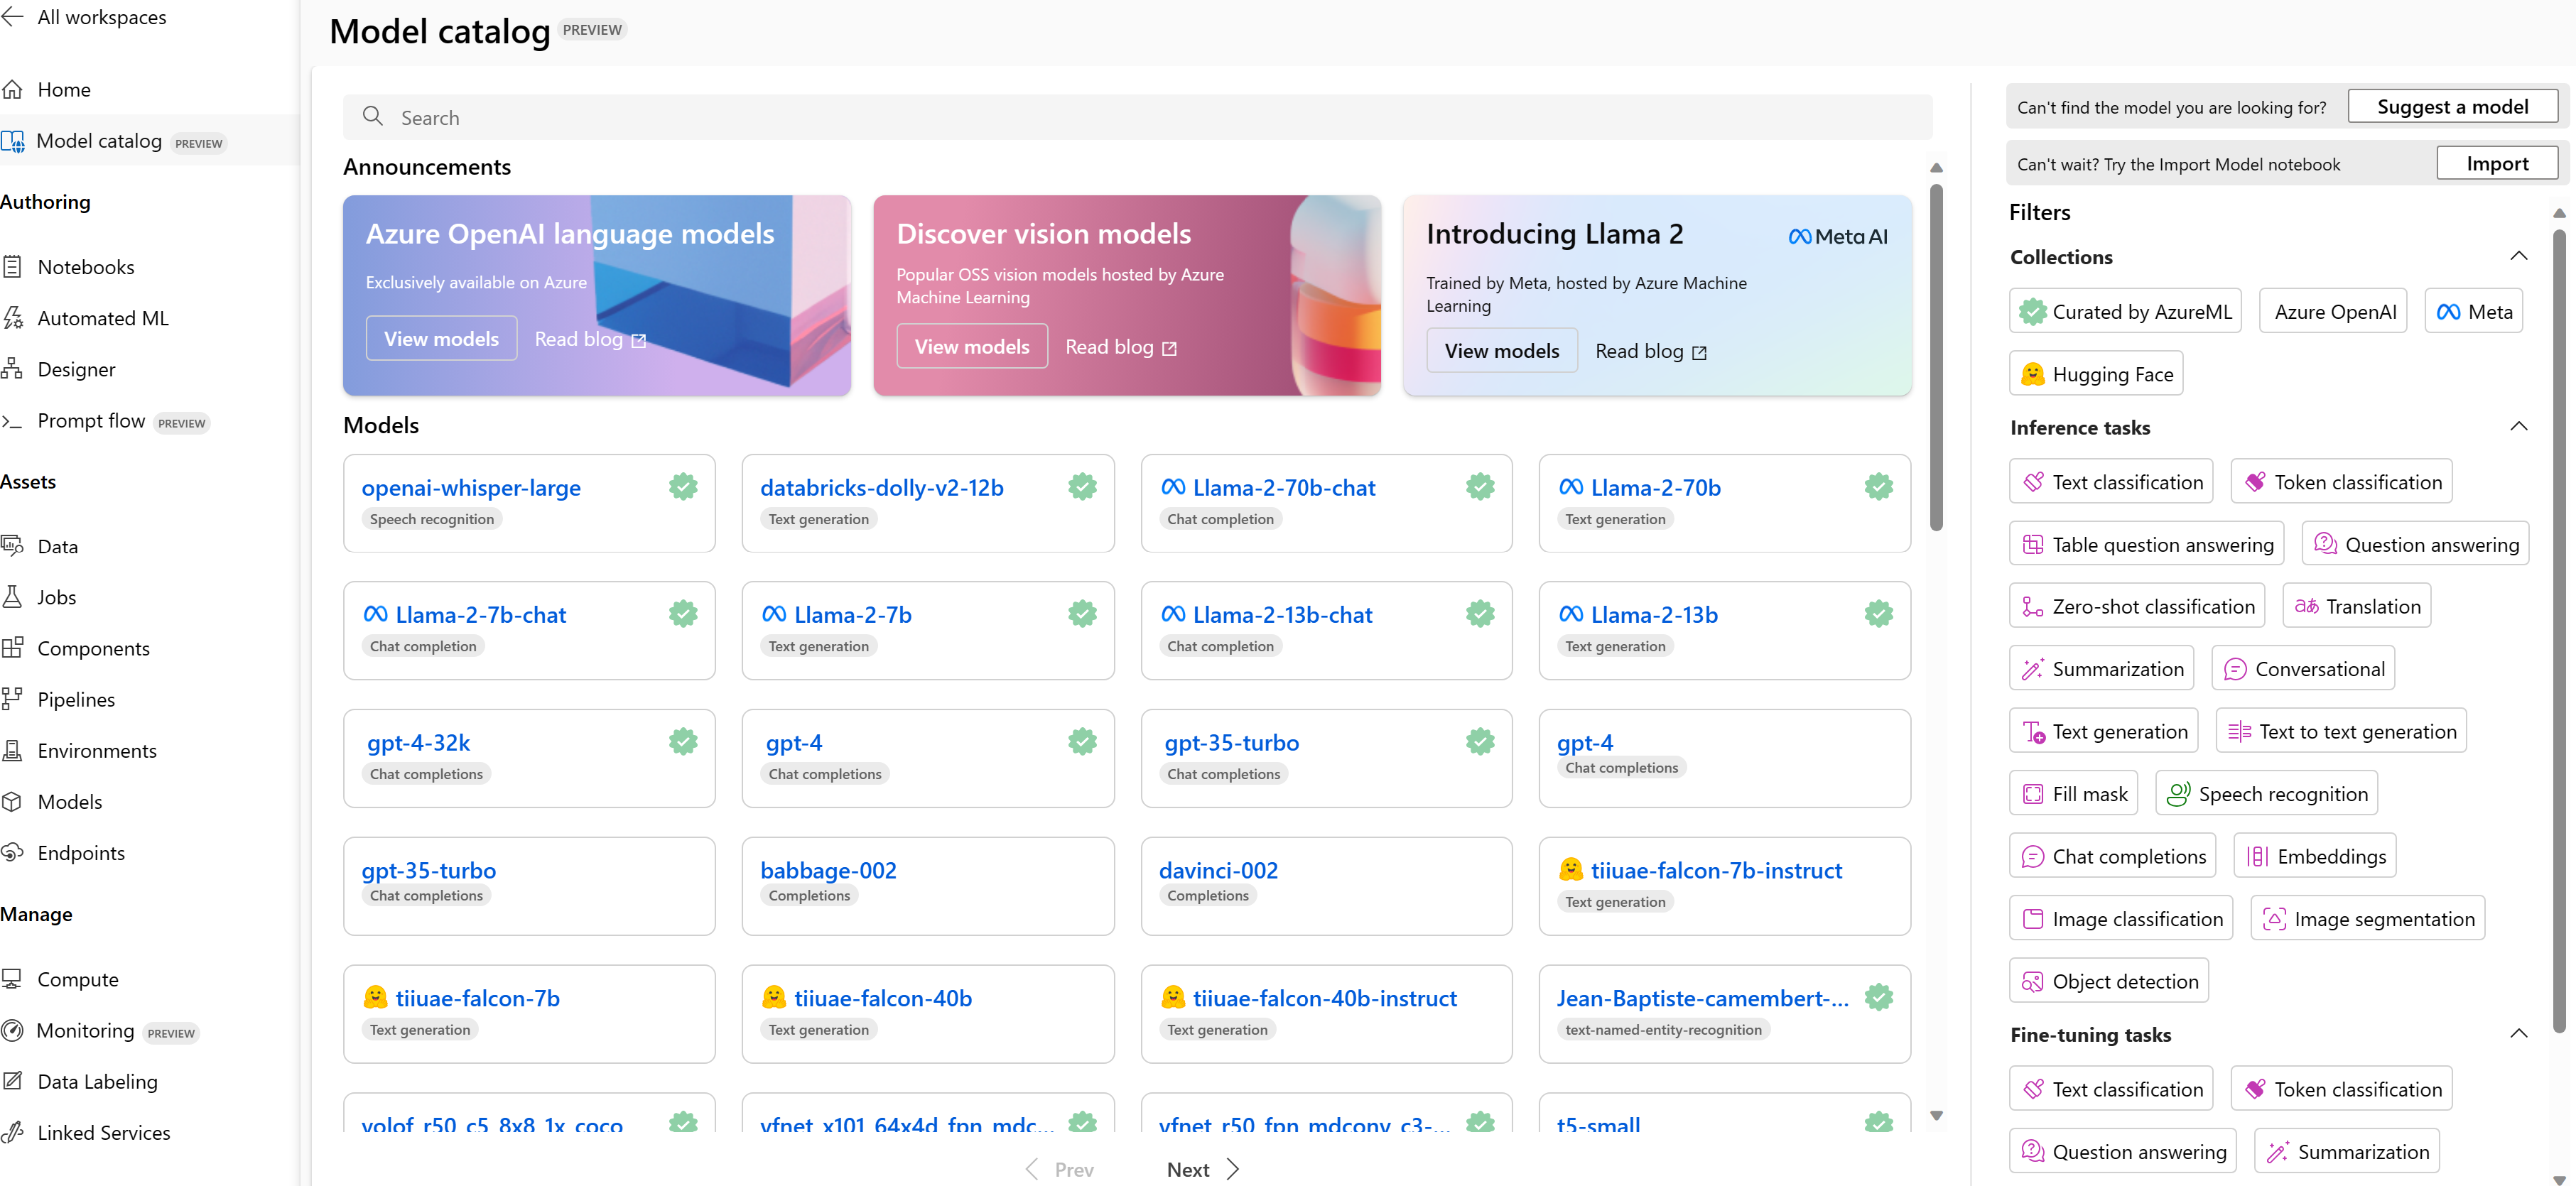 All workspaces
Home
Model catalog PREVIEW
Authoring
Notebooks
Automated ML
Designer
Prompt flow PREVIEW
Assets
Data
Jobs
Components
Pipelines
Environments
Models
Endpoints
Manage
Compute
Monitoring PREVIEW
Data Labeling
Linked Services
Model catalog PREVIEW
Search
Announcements
Azure OpenAI language models
Exclusively available on Azure
View models Read blog
Discover vision models
Popular OSS vision models hosted by Azure
Machine Learning
View models Read blog
Introducing Llama 2
Meta AI
Trained by Meta, hosted by Azure Machine
Learning
View models Read blog
Models
openai-whisper-large
Speech recognition
databricks-dolly-v2-12b
Text generation
Llama-2-70b-chat
Chat completion
Llama-2-70b
Text generation
Llama-2-7b-chat
Chat completion
Llama-2-7b
Text generation
Llama-2-13b-chat
Chat completion
Llama-2-13b
Text generation
gpt-4-32k
Chat completions
gpt-4
Chat completions
gpt-35-turbo
Chat completions
gpt-4
Chat completions
gpt-35-turbo
Chat completions
babbage-002
Completions
davinci-002
Completions
tiiuae-falcon-7b-instruct
Text generation
tiiuae-falcon-7b
Text generation
tiiuae-falcon-40b
Text generation
tiiuae-falcon-40b-instruct
Text generation
Jean-Baptiste-camembert-...
text-named-entity-recognition
yolof_r50_c5_8x8_1x_coco
vfnet_x101_64x4d_fpn_mdc...
vfnet_r50_fpn_mdconv_c3-...
t5-small
Prev Next
Can't find the model you are looking for? Suggest a model
Can't wait? Try the Import Model notebook Import
Filters
Collections
Curated by AzureML Azure OpenAI Meta
Hugging Face
Inference tasks
Text classification Token classification
Table question answering Question answering
Zero-shot classification Translation
Summarization Conversational
Text generation Text to text generation
Fill mask Speech recognition
Chat completions Embeddings
Image classification Image segmentation
Object detection
Fine-tuning tasks
Text classification Token classification
Question answering Summarization